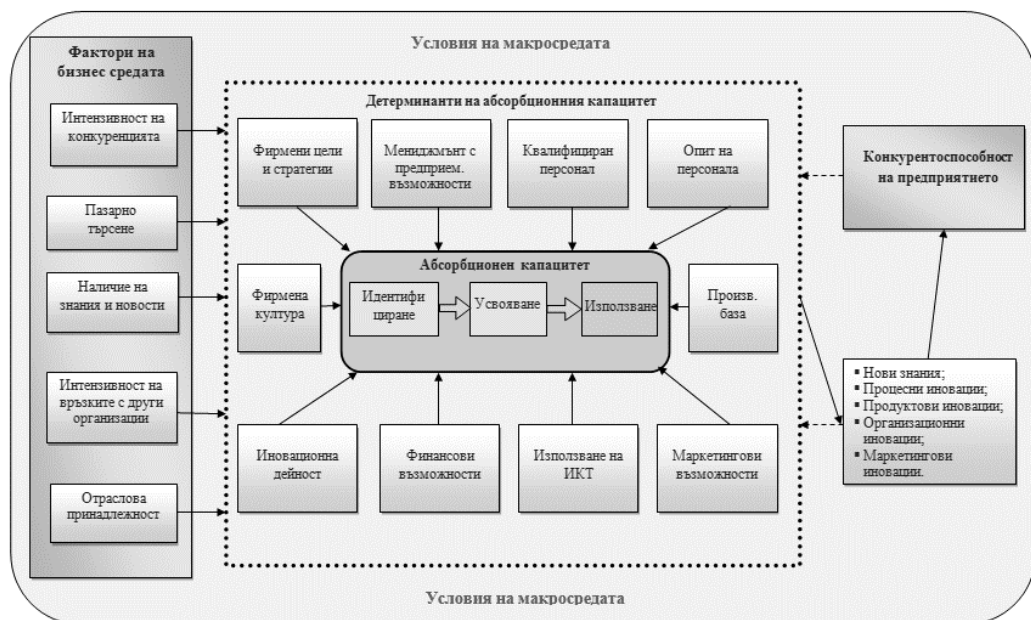 Условия на макросредата
Фактори на
бизнес средата
Интензивност на
конкуренцията
Пазарно
търсене
Наличие на
знания и новости
Интензивност на
връзките с други
организации
Отраслова
принадлежност
Детерминанти на абсорбционния капацитет
Фирмени цели
и стратегии
Мениджмънт с
предприем.
възможности
Квалифициран
персонал
Опит на
персонала
Фирмена
култура
Абсорбционен капацитет
Идентифи
циране
Усвояване
Използване
Произв.
база
Иновационна
дейност
Финансови
възможности
Използване на
ИКТ
Маркетингови
възможности
Конкурентоспособност
на предприятието
▪ Нови знания;
▪ Процесни иновации;
▪ Продуктови иновации;
▪ Организационни
иновации;
▪ Маркетингови
иновации.
Условия на макросредата